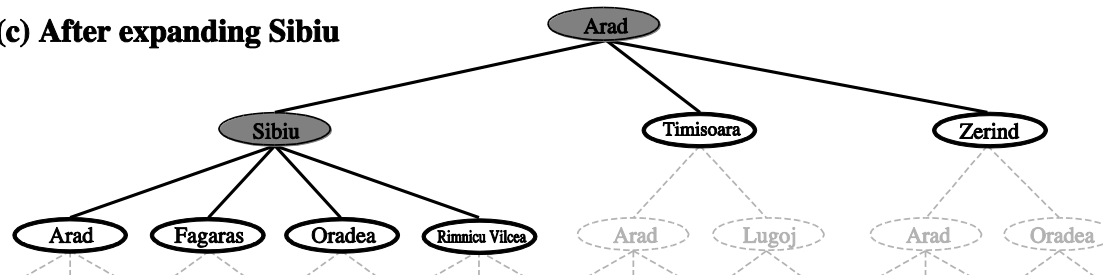 (c) After expanding Sibiu
Arad
Sibiu
Timisoara
Zerind
Arad
Fagaras
Oradea
Rimnicu Vilcea
Arad
Lugoj
Arad
Oradea